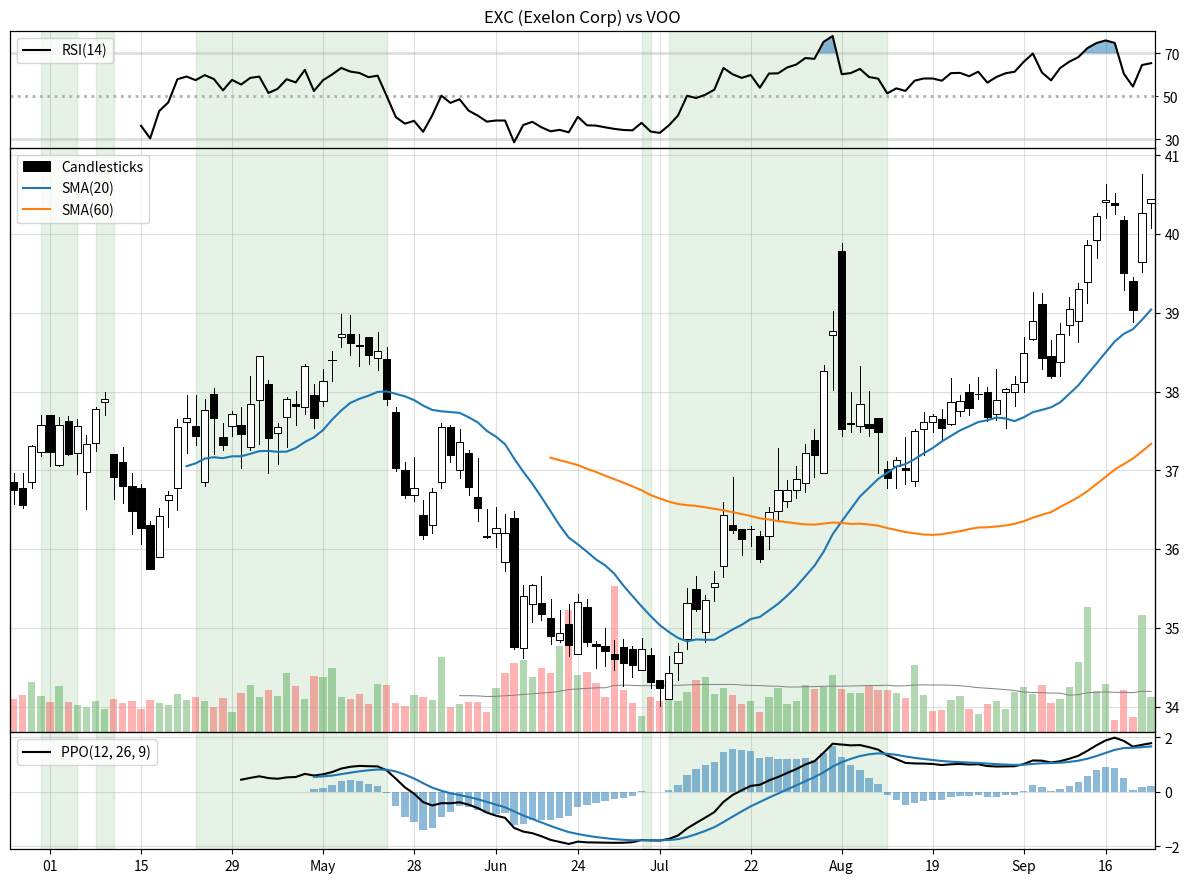 EXC (Exelon Corp) vs VOO
RSI(14)
70
50
30
Candlesticks
SMA(20)
SMA(60)
41
40
39
38
37
36
35
34
PPO(12, 26, 9)
2
0
−2
01 15 29 May 28 Jun 24 Jul 22 Aug 19 Sep 16